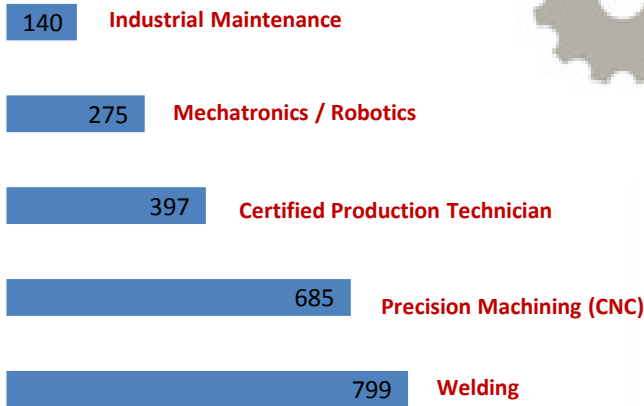 140 Industrial Maintenance
275 Mechatronics / Robotics
397 Certified Production Technician
685 Precision Machining (CNC)
799 Welding